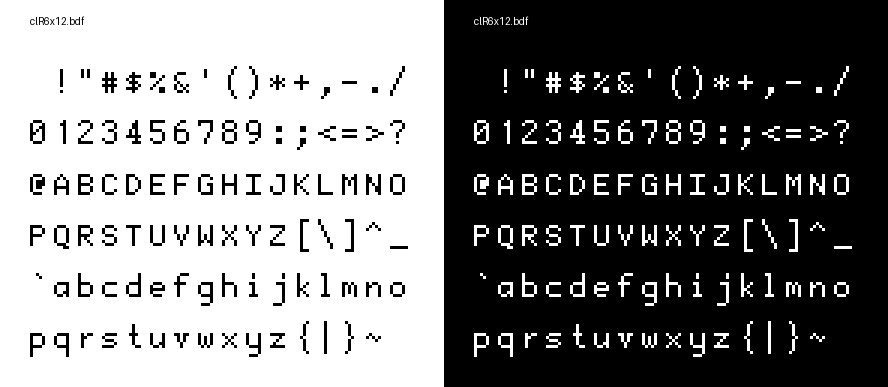 clR6x12.bdf
!"#$%&'()*+,-./
0123456789:;<=>?
@ABCDEFGHIJKLMNO
PQRSTUVWXYZ[\]^_
`abcdefghijklmno
pqrstuvwxyz{|}~
clR6x12.bdf
!"#$%&'()*+,-./
0123456789:;<=>?
@ABCDEFGHIJKLMNO
PQRSTUVWXYZ[\]^_
`abcdefghijklmno
pqrstuvwxyz{|}~